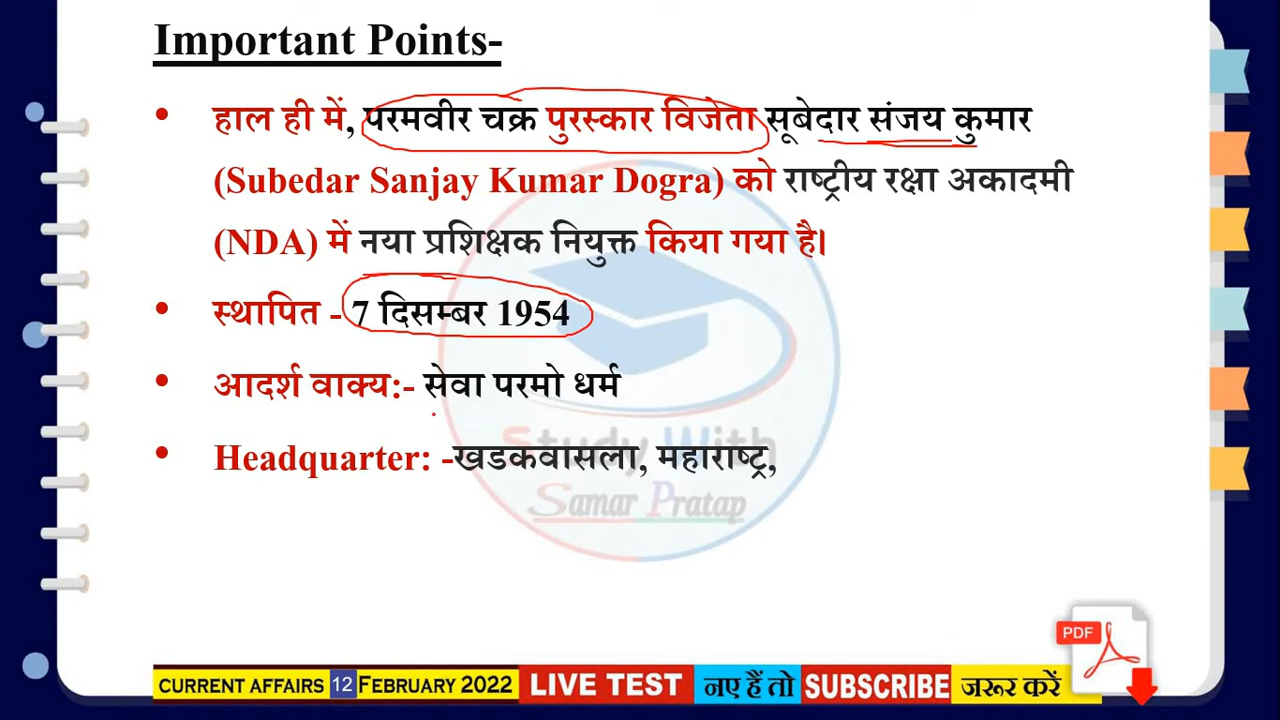 Important Points-
• हाल ही में, परमवीर चक्र पुरस्कार विजेता सूबेदार संजय कुमार
(Subedar Sanjay Kumar Dogra) को राष्ट्रीय रक्षा अकादमी
(NDA) में नया प्रशिक्षक नियुक्त किया गया है।
• स्थापित - 7 दिसम्बर 1954
• आदर्श वाक्य:- सेवा परमो धर्म
• Headquarter: -खडकवासला, महाराष्ट्र,
Study With
Samar Pratap
PDF
CURRENT AFFAIRS 12 FEBRUARY 2022 LIVE TEST नए हैं तो SUBSCRIBE जरूर करें